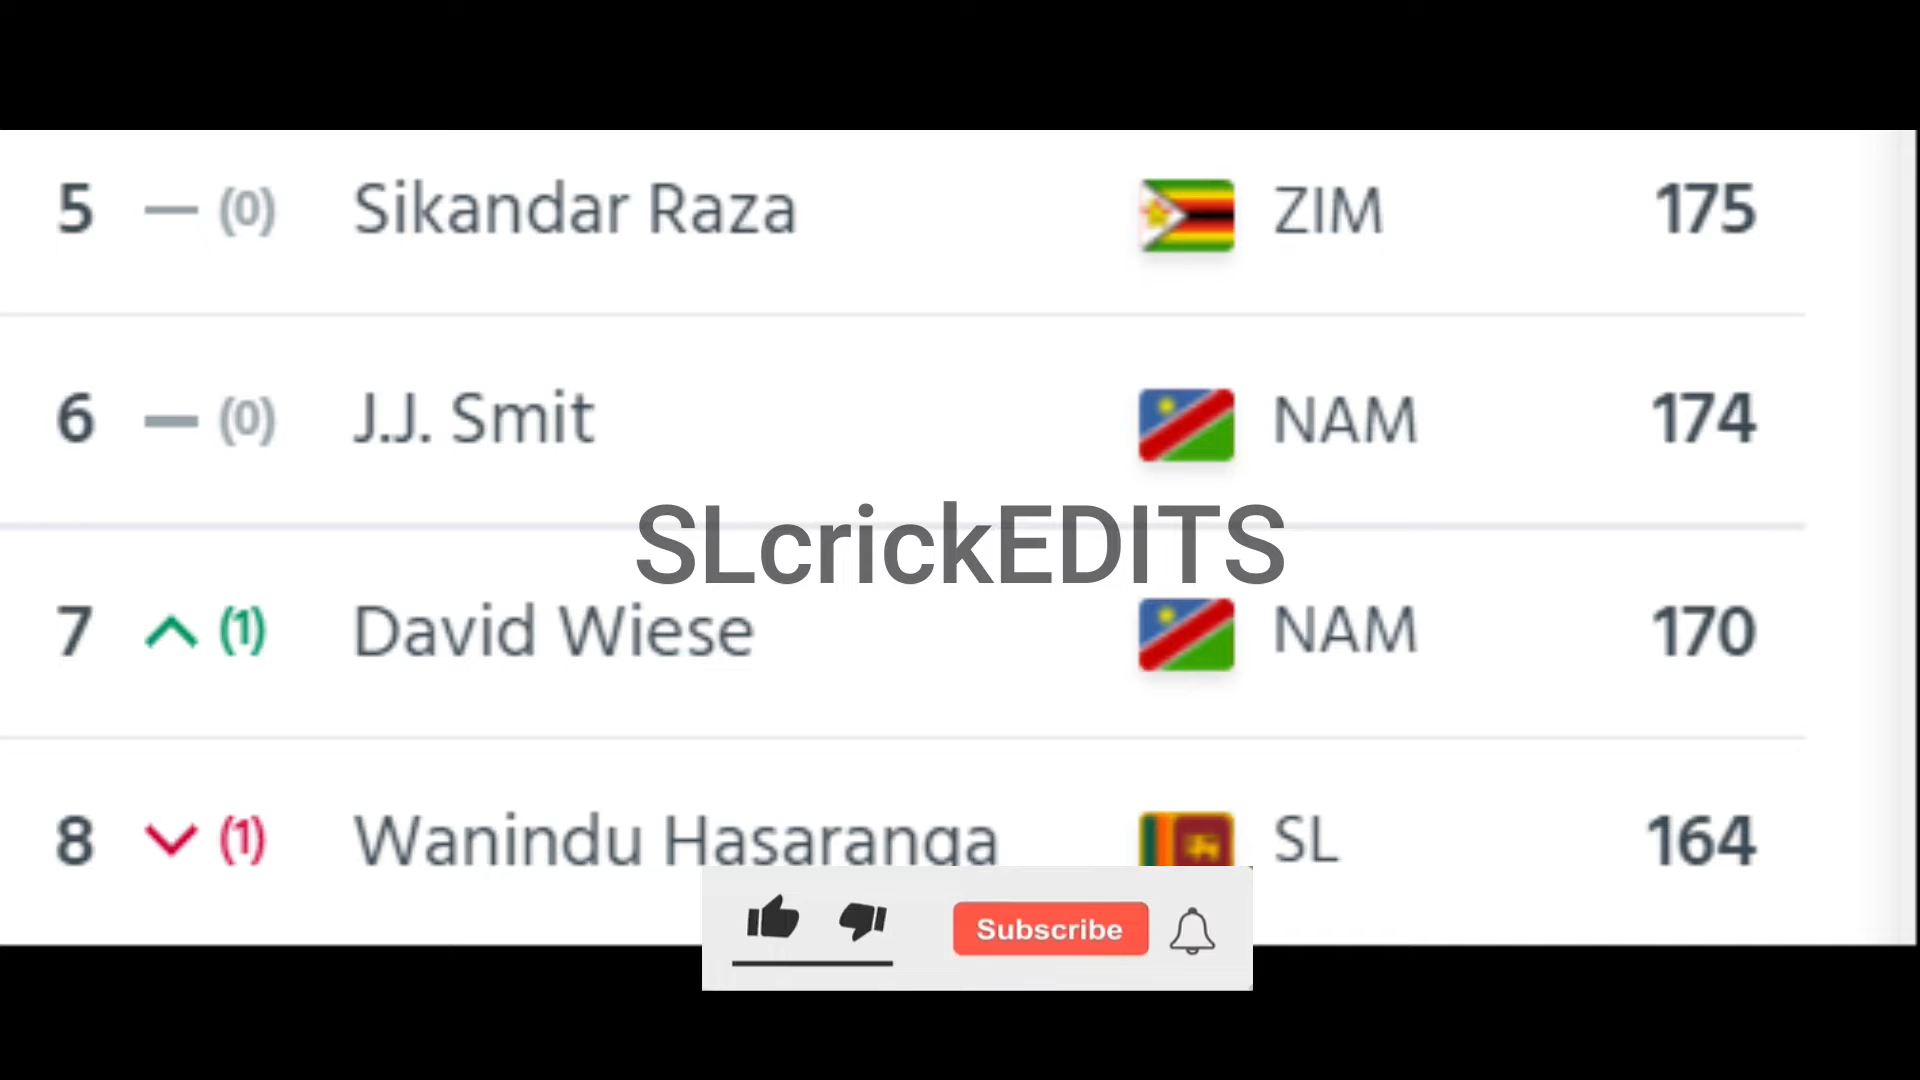 5 — (0) Sikandar Raza ZIM 175
6 — (0) J.J. Smit NAM 174
SLcrickEDITS
7 (1) David Wiese NAM 170
8 (1) Wanindu Hasaranga SL 164
Subscribe